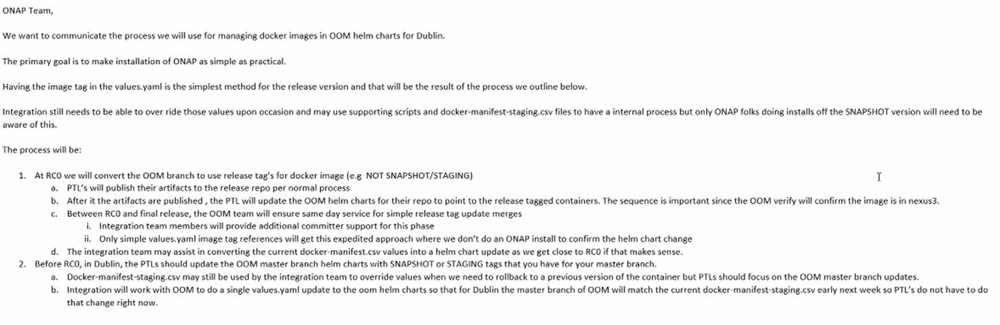 ONAP Team,
We want to communicate the process we will use for managing docker images in OOM helm charts for Dublin.
The primary goal is to make installation of ONAP as simple as practical.
Having the image tag in the values.yaml is the simplest method for the release version and that will be the result of the process we outline below.
Integration still needs to be able to over ride those values upon occasion and may use supporting scripts and docker-manifest-staging.csv files to have a internal process but only ONAP folks doing installs off the SNAPSHOT version will need to be
aware of this.
The process will be:
1. At RC0 we will convert the OOM branch to use release tag's for docker image (e.g NOT SNAPSHOT/STAGING)
a. PTL's will publish their artifacts to the release repo per normal process
b. After it the artifacts are published , the PTL will update the OOM helm charts for their repo to point to the release tagged containers. The sequence is important since the OOM verify will confirm the image is in nexus3.
c. Between RC0 and final release, the OOM team will ensure same day service for simple release tag update merges
i. Integration team members will provide additional committer support for this phase
ii. Only simple values.yaml image tag references will get this expedited approach where we don't do an ONAP install to confirm the helm chart change
d. The integration team may assist in converting the current docker-manifest.csv values into a helm chart update as we get close to RC0 if that makes sense.
2. Before RC0, in Dublin, the PTLs should update the OOM master branch helm charts with SNAPSHOT or STAGING tags that you have for your master branch.
a. Docker-manifest-staging.csv may still be used by the integration team to override values when we need to rollback to a previous version of the container but PTLs should focus on the OOM master branch updates.
b. Integration will work with OOM to do a single values.yaml update to the oom helm charts so that for Dublin the master branch of OOM will match the current docker-manifest-staging.csv early next week so PTL's do not have to do
that change right now.